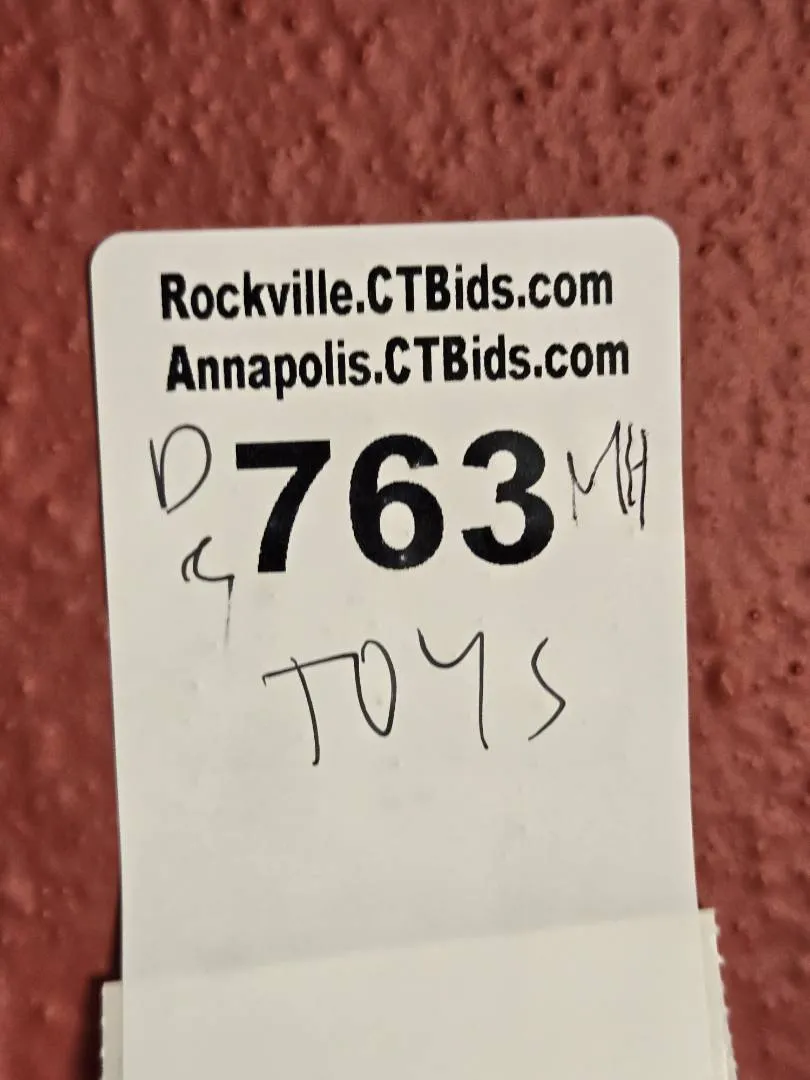 Rockville.CTBids.com
Annapolis.CTBids.com
D 763 MH
TOYS